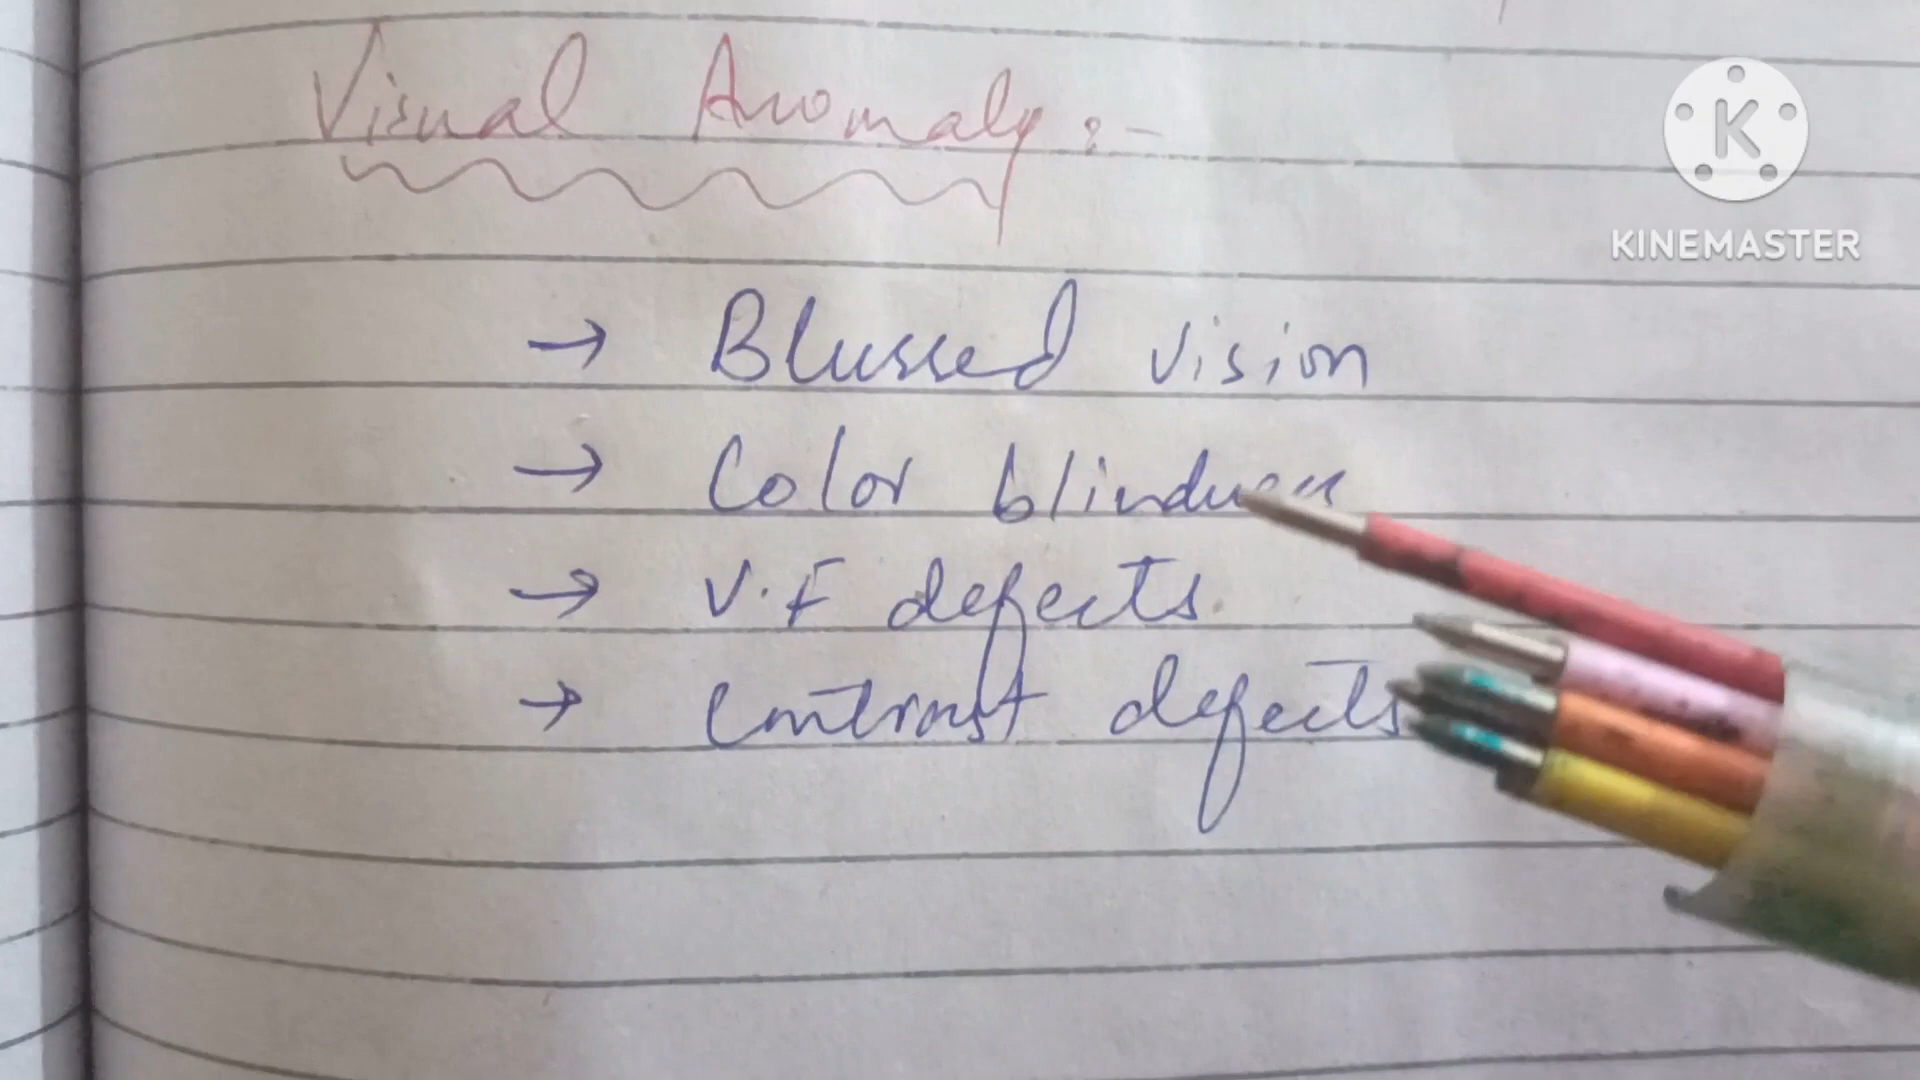 Visual Anomaly :-
→ Blurred vision
→ Color blindness
→ V.F defects
→ Contrast defects
K
KINEMASTER